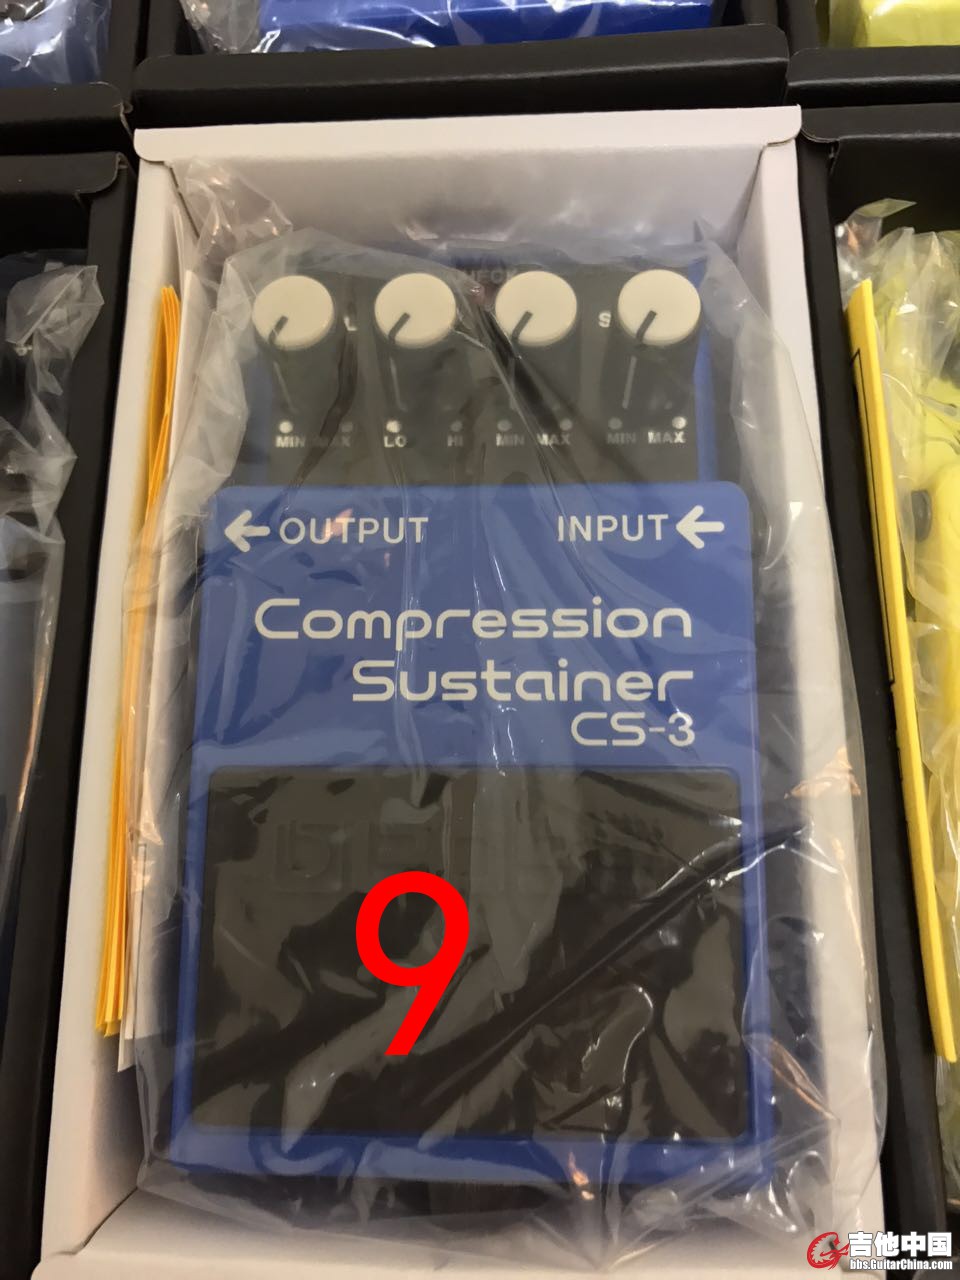 CHECK
MIN MAX LO HI MIN MAX MIN MAX
OUTPUT INPUT
Compression
Sustainer
CS-3
9
吉他中国
bbs.GuitarChina.com